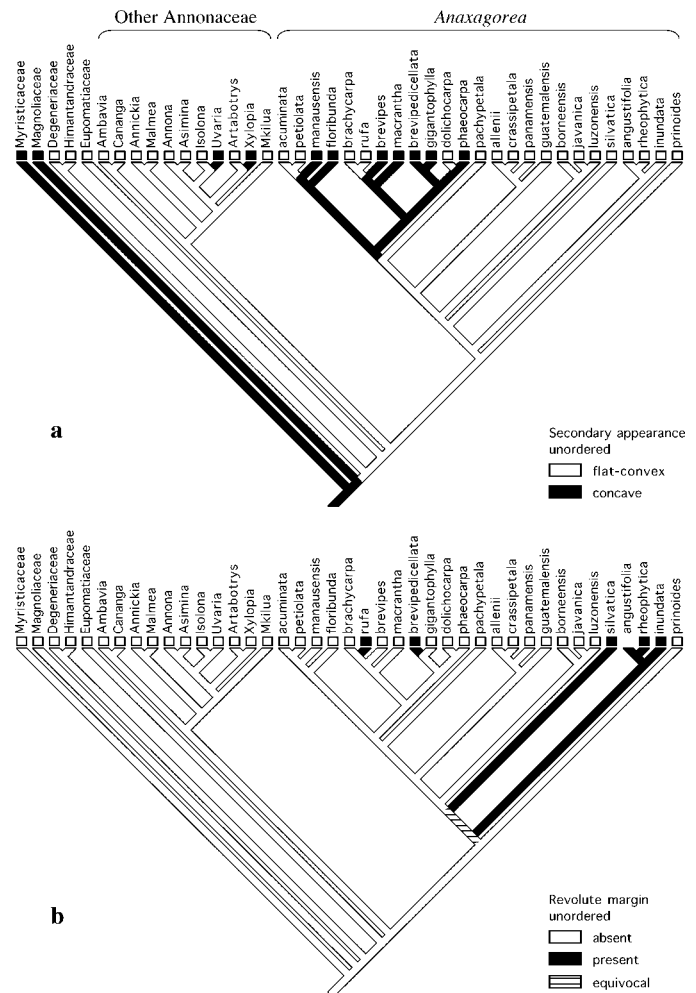 Other Annonaceae
Anaxagorea
Myristicaceae
Magnoliaceae
Degeneriaceae
Himantandraceae
Eupomatiaceae
Ambavia
Cananga
Annickia
Malmea
Annona
Asimina
Isolona
Uvaria
Artabotrys
Xylopia
Mkilua
acuminata
petiolata
manausensis
floribunda
brachycarpa
rufa
brevipes
macrantha
brevipedicellata
gigantophylla
dolichocarpa
phaeocarpa
pachypetala
allenii
crassipetala
panamensis
guatemalensis
borneensis
javanica
luzonensis
silvatica
angustifolia
rheophytica
inundata
prinoides
a
Secondary appearance
unordered
flat-convex
concave
Myristicaceae
Magnoliaceae
Degeneriaceae
Himantandraceae
Eupomatiaceae
Ambavia
Cananga
Annickia
Malmea
Annona
Asimina
Isolona
Uvaria
Artabotrys
Xylopia
Mkilua
acuminata
petiolata
manausensis
floribunda
brachycarpa
rufa
brevipes
macrantha
brevipedicellata
gigantophylla
dolichocarpa
phaeocarpa
pachypetala
allenii
crassipetala
panamensis
guatemalensis
borneensis
javanica
luzonensis
silvatica
angustifolia
rheophytica
inundata
prinoides
b
Revolute margin
unordered
absent
present
equivocal